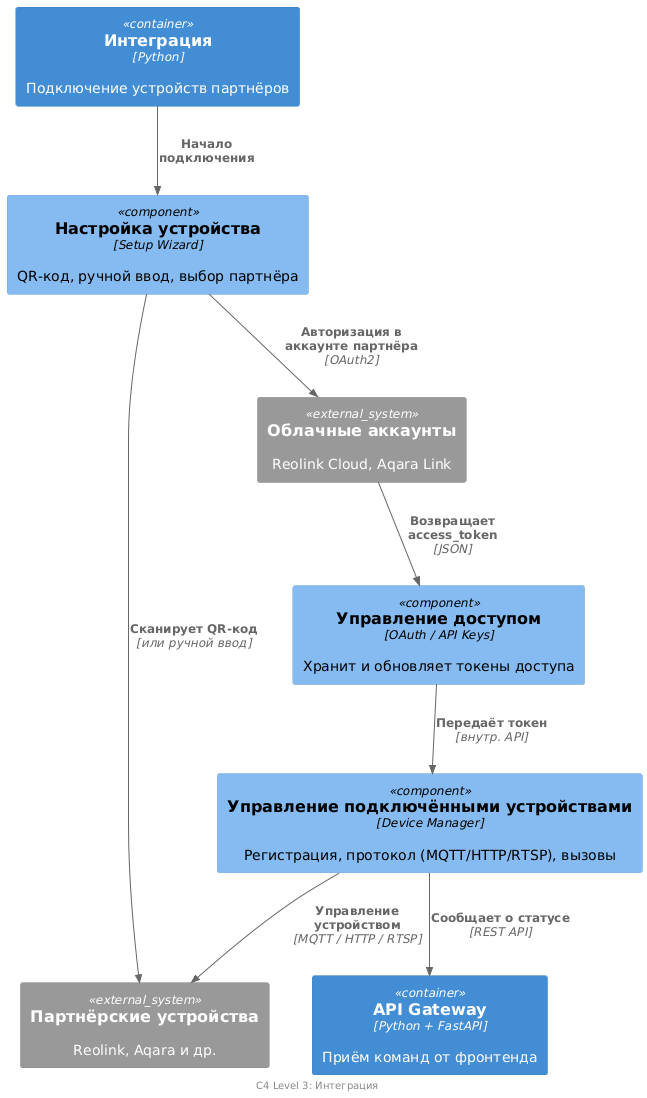 «container»
Интеграция
[Python]
Подключение устройств партнёров
Начало
подключения
«component»
Настройка устройства
[Setup Wizard]
QR-код, ручной ввод, выбор партнёра
Авторизация в
аккаунте партнёра
[OAuth2]
«external_system»
Облачные аккаунты
Reolink Cloud, Aqara Link
Возвращает
access_token
[JSON]
«component»
Управление доступом
[OAuth / API Keys]
Хранит и обновляет токены доступа
Сканирует QR-код
[или ручной ввод]
Передаёт токен
[внутр. API]
«component»
Управление подключёнными устройствами
[Device Manager]
Регистрация, протокол (MQTT/HTTP/RTSP), вызовы
Управление
устройством
[MQTT / HTTP / RTSP]
Сообщает о статусе
[REST API]
«external_system»
Партнёрские устройства
Reolink, Aqara и др.
«container»
API Gateway
[Python + FastAPI]
Приём команд от фронтенда
C4 Level 3: Интеграция